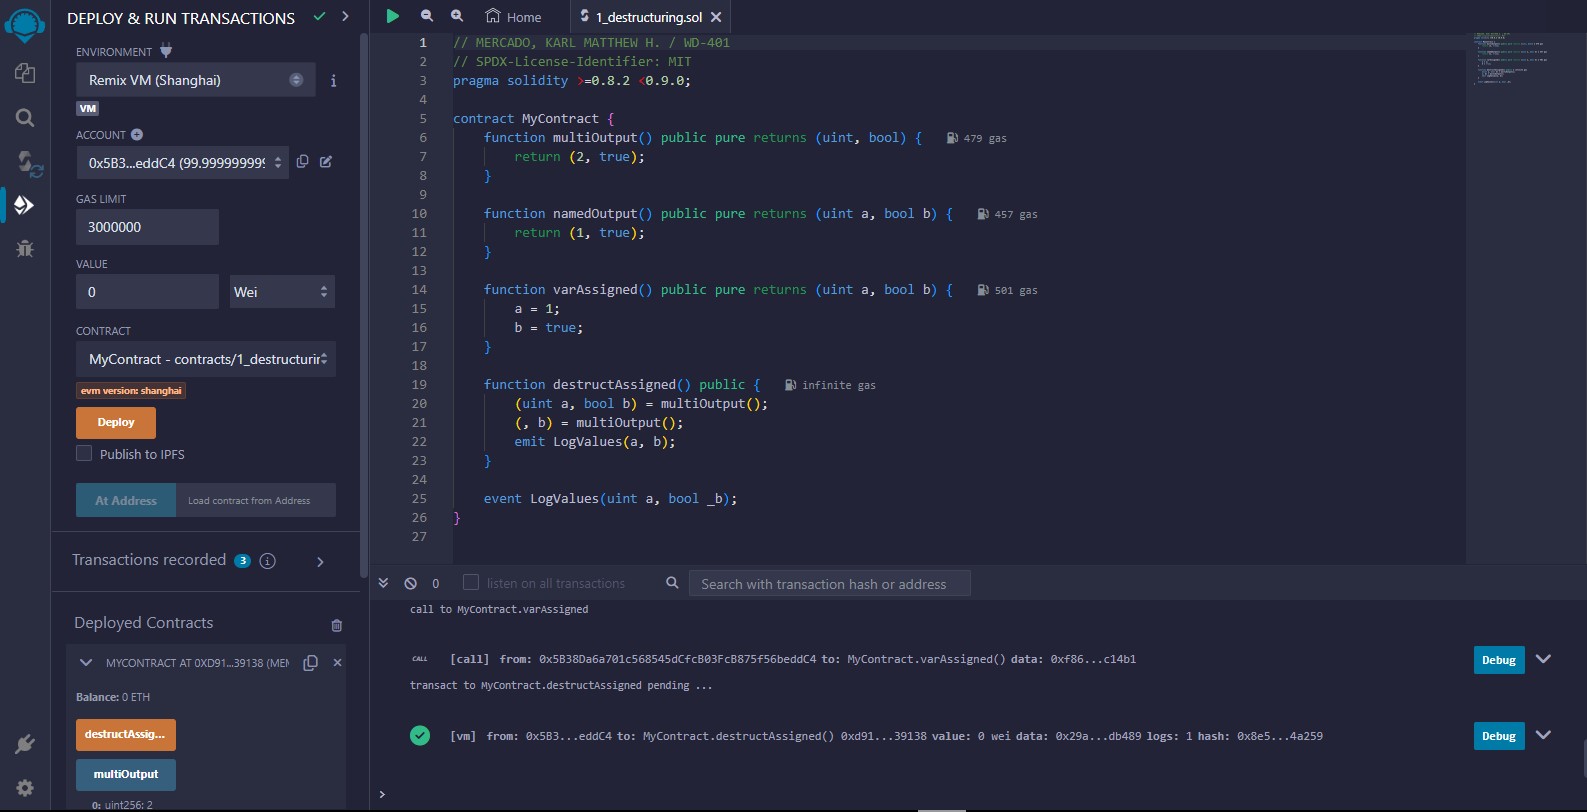 DEPLOY & RUN TRANSACTIONS
ENVIRONMENT
Remix VM (Shanghai)
VM
ACCOUNT
0x5B3...eddC4 (99.9999999999
GAS LIMIT
3000000
VALUE
0
Wei
CONTRACT
MyContract - contracts/1_destructurin
evm version: shanghai
Deploy
Publish to IPFS
At Address
Load contract from Address
Transactions recorded 3 i
Deployed Contracts
MYCONTRACT AT 0XD91...39138 (MEM
Balance: 0 ETH
destructAssig...
multiOutput
0: uint256: 2
Home
1_destructuring.sol
1 // MERCADO, KARL MATTHEW H. / WD-401
2 // SPDX-License-Identifier: MIT
3 pragma solidity >=0.8.2 <0.9.0;
4
5 contract MyContract {
6 function multiOutput() public pure returns (uint, bool) { 479 gas
7 return (2, true);
8 }
9
10 function namedOutput() public pure returns (uint a, bool b) { 457 gas
11 return (1, true);
12 }
13
14 function varAssigned() public pure returns (uint a, bool b) { 501 gas
15 a = 1;
16 b = true;
17 }
18
19 function destructAssigned() public { infinite gas
20 (uint a, bool b) = multiOutput();
21 (, b) = multiOutput();
22 emit LogValues(a, b);
23 }
24
25 event LogValues(uint a, bool _b);
26 }
27
0 listen on all transactions
Search with transaction hash or address
call to MyContract.varAssigned
CALL [call] from: 0x5B38Da6a701c568545dCfcB03FcB875f56beddC4 to: MyContract.varAssigned() data: 0xf86...c14b1
Debug
transact to MyContract.destructAssigned pending ...
[vm] from: 0x5B3...eddC4 to: MyContract.destructAssigned() 0xd91...39138 value: 0 wei data: 0x29a...db489 logs: 1 hash: 0x8e5...4a259
Debug
>